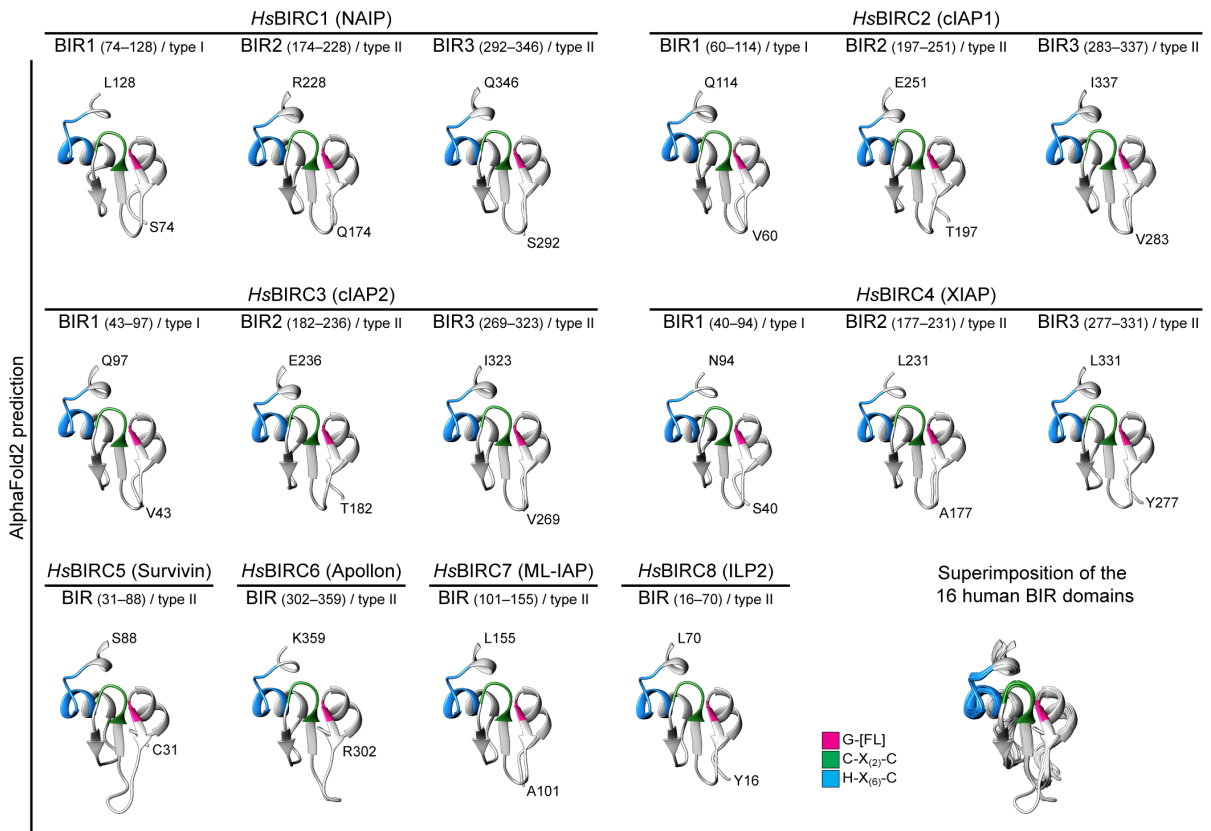 HsBIRC1 (NAIP)
HsBIRC2 (cIAP1)
BIR1 (74–128) / type I
BIR2 (174–228) / type II
BIR3 (292–346) / type II
BIR1 (60–114) / type I
BIR2 (197–251) / type II
BIR3 (283–337) / type II
L128
R228
Q346
Q114
E251
I337
S74
Q174
S292
V60
T197
V283
HsBIRC3 (cIAP2)
HsBIRC4 (XIAP)
BIR1 (43–97) / type I
BIR2 (182–236) / type II
BIR3 (269–323) / type II
BIR1 (40–94) / type I
BIR2 (177–231) / type II
BIR3 (277–331) / type II
Q97
E236
I323
N94
L231
L331
V43
T182
V269
S40
A177
Y277
AlphaFold2 prediction
HsBIRC5 (Survivin)
HsBIRC6 (Apollon)
HsBIRC7 (ML-IAP)
HsBIRC8 (ILP2)
BIR (31–88) / type II
BIR (302–359) / type II
BIR (101–155) / type II
BIR (16–70) / type II
Superimposition of the
16 human BIR domains
S88
K359
L155
L70
C31
R302
A101
Y16
G-[FL]
C-X(2)-C
H-X(6)-C